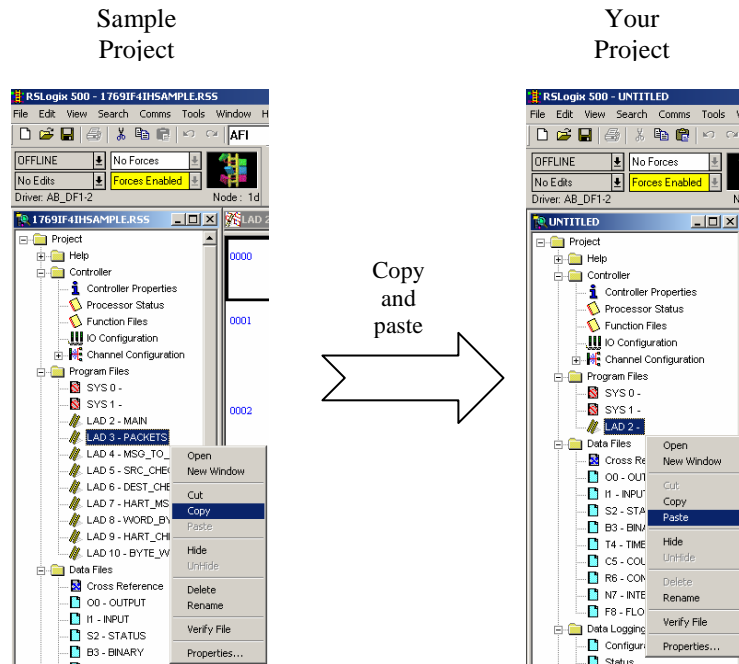 Sample
Project
Your
Project
RSLogix 500 - 1769IF4IHSAMPLE.RSS
File Edit View Search Comms Tools Window H
AFI
OFFLINE
No Forces
No Edits
Forces Enabled
Driver: AB_DF1-2
Node: 1d
1769IF4IHSAMPLE.RSS
LAD 2
Project
Help
Controller
Controller Properties
Processor Status
Function Files
IO Configuration
Channel Configuration
Program Files
SYS 0 -
SYS 1 -
LAD 2 - MAIN
LAD 3 - PACKETS
LAD 4 - MSG_TO_
LAD 5 - SRC_CHE
LAD 6 - DEST_CHE
LAD 7 - HART_MS
LAD 8 - WORD_BY
LAD 9 - HART_CH
LAD 10 - BYTE_W
Data Files
Cross Reference
O0 - OUTPUT
I1 - INPUT
S2 - STATUS
B3 - BINARY
0000
0001
0002
Open
New Window
Cut
Copy
Paste
Hide
UnHide
Delete
Rename
Verify File
Properties...
Copy
and
paste
RSLogix 500 - UNTITLED
File Edit View Search Comms Tools
OFFLINE
No Forces
No Edits
Forces Enabled
Driver: AB_DF1-2
N
UNTITLED
Project
Help
Controller
Controller Properties
Processor Status
Function Files
IO Configuration
Channel Configuration
Program Files
SYS 0 -
SYS 1 -
LAD 2 -
Data Files
Cross Re
O0 - OUT
I1 - INPU
S2 - STA
B3 - BINA
T4 - TIME
C5 - COU
R6 - CON
N7 - INTE
F8 - FLO
Data Logging
Configur
Status
Open
New Window
Cut
Copy
Paste
Hide
UnHide
Delete
Rename
Verify File
Properties...